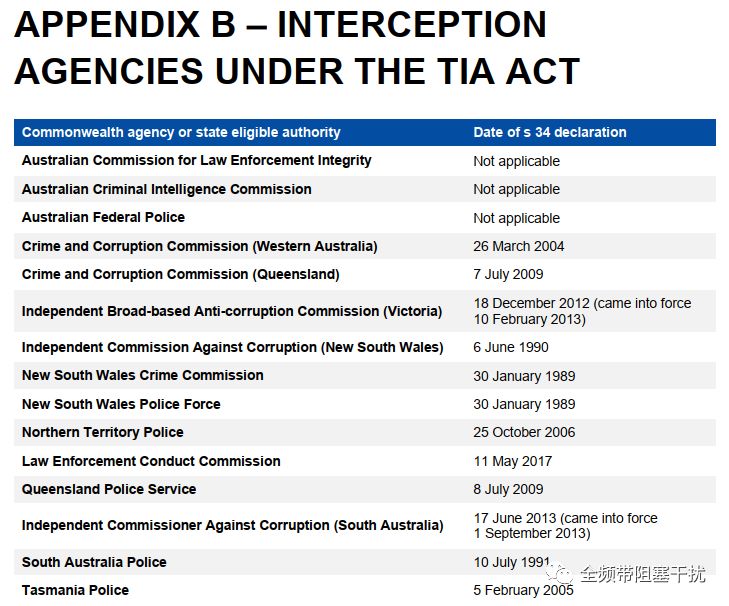 APPENDIX B – INTERCEPTION
AGENCIES UNDER THE TIA ACT
Commonwealth agency or state eligible authority Date of s 34 declaration
Australian Commission for Law Enforcement Integrity Not applicable
Australian Criminal Intelligence Commission Not applicable
Australian Federal Police Not applicable
Crime and Corruption Commission (Western Australia) 26 March 2004
Crime and Corruption Commission (Queensland) 7 July 2009
Independent Broad-based Anti-corruption Commission (Victoria) 18 December 2012 (came into force
10 February 2013)
Independent Commission Against Corruption (New South Wales) 6 June 1990
New South Wales Crime Commission 30 January 1989
New South Wales Police Force 30 January 1989
Northern Territory Police 25 October 2006
Law Enforcement Conduct Commission 11 May 2017
Queensland Police Service 8 July 2009
Independent Commissioner Against Corruption (South Australia) 17 June 2013 (came into force
1 September 2013)
South Australia Police 10 July 1991
Tasmania Police 5 February 2005
全频带阻塞干扰